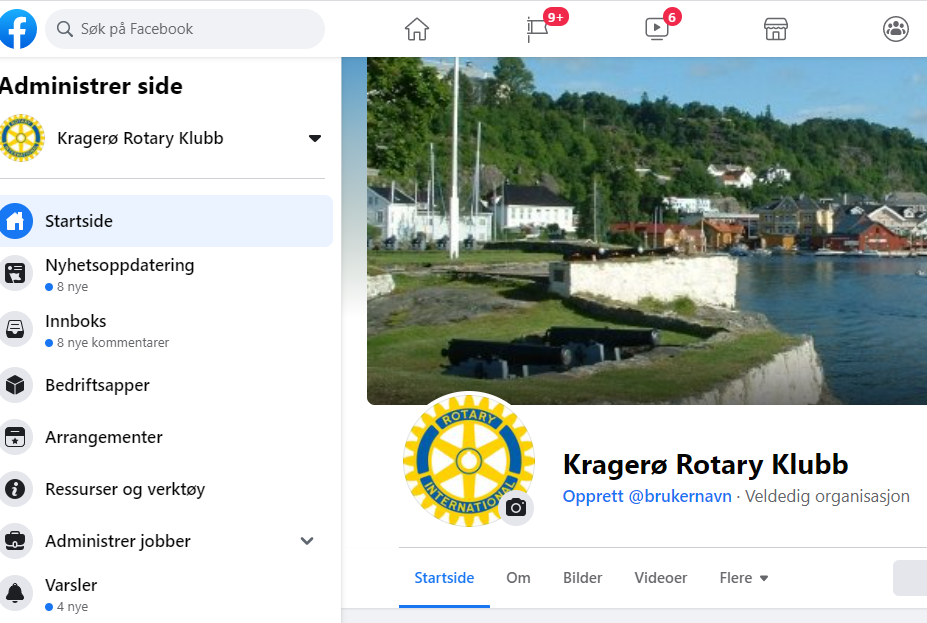 Søk på Facebook
9+
6
Administrer side
Kragerø Rotary Klubb
Startside
Nyhetsoppdatering
8 nye
Innboks
8 nye kommentarer
Bedriftsapper
Arrangementer
Ressurser og verktøy
Administrer jobber
Varsler
4 nye
ROTARY
INTERNATIONAL
Kragerø Rotary Klubb
Opprett @brukernavn · Veldedig organisasjon
Startside Om Bilder Videoer Flere